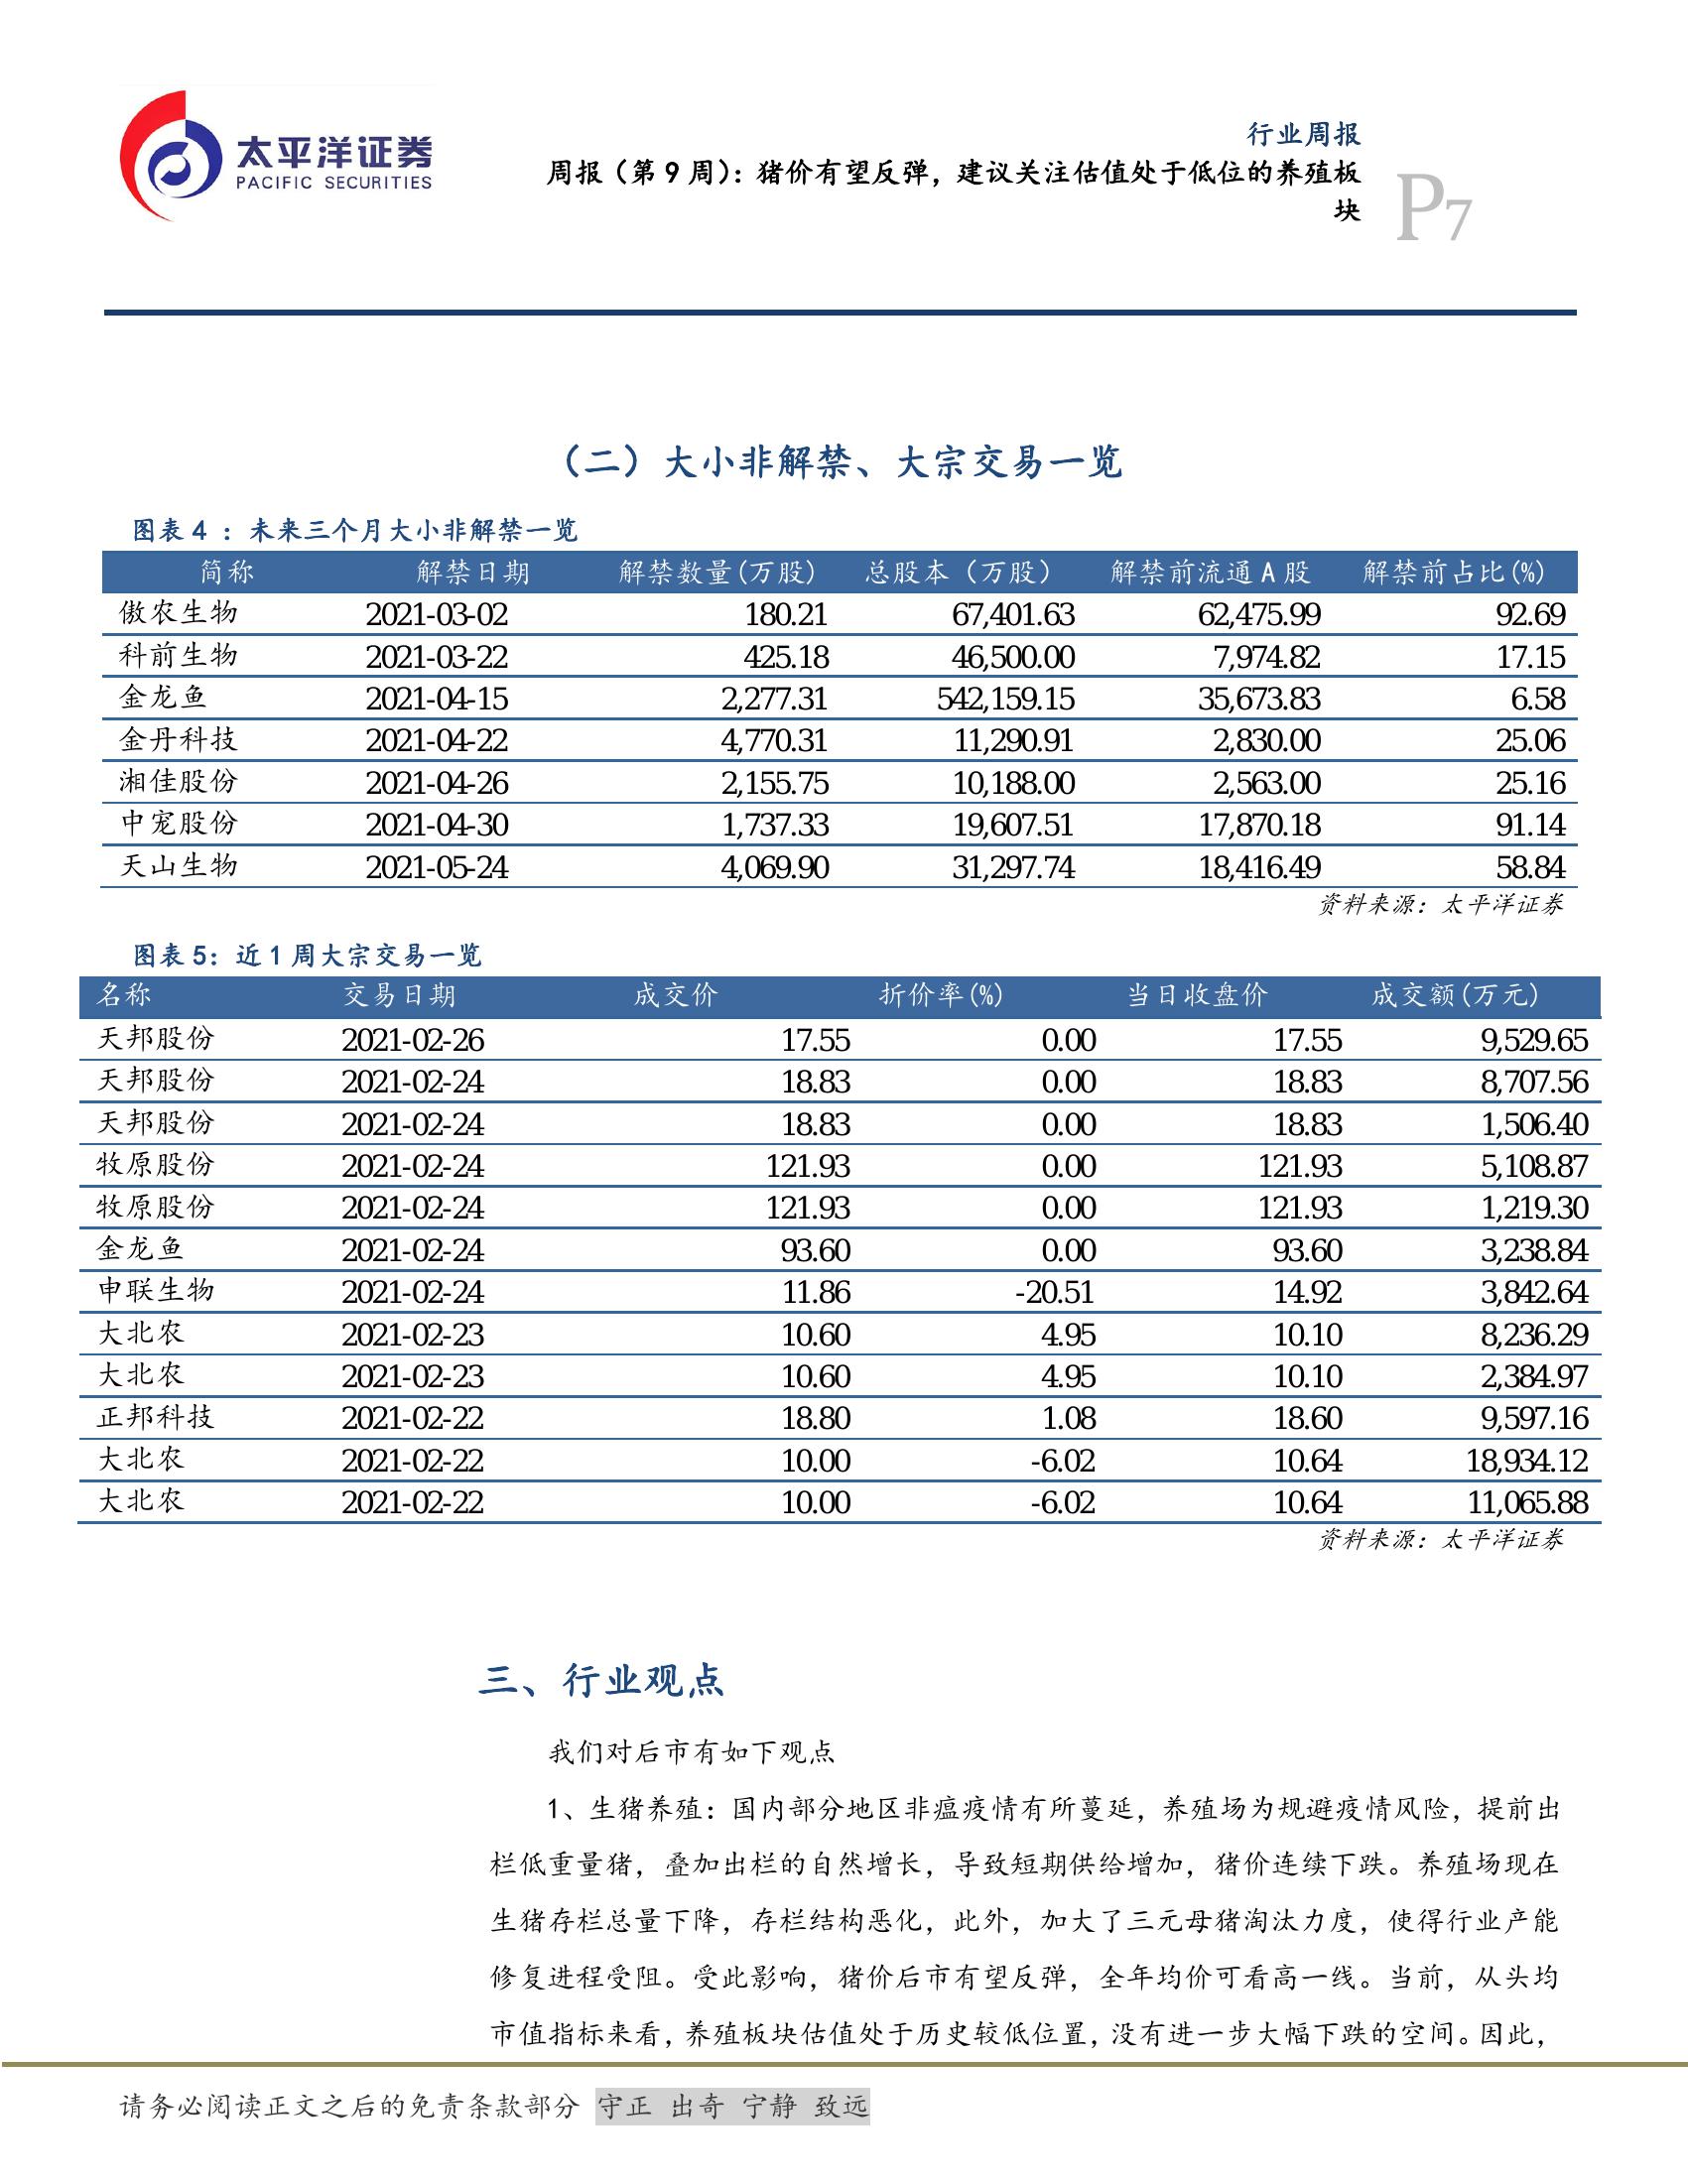 太平洋证券
PACIFIC SECURITIES
行业周报
周报（第 9 周）：猪价有望反弹，建议关注估值处于低位的养殖板
块
P7
（二）大小非解禁、大宗交易一览
图表 4 ：未来三个月大小非解禁一览
简称 解禁日期 解禁数量(万股) 总股本（万股） 解禁前流通 A 股 解禁前占比(%)
傲农生物 2021-03-02 180.21 67,401.63 62,475.99 92.69
科前生物 2021-03-22 425.18 46,500.00 7,974.82 17.15
金龙鱼 2021-04-15 2,277.31 542,159.15 35,673.83 6.58
金丹科技 2021-04-22 4,770.31 11,290.91 2,830.00 25.06
湘佳股份 2021-04-26 2,155.75 10,188.00 2,563.00 25.16
中宠股份 2021-04-30 1,737.33 19,607.51 17,870.18 91.14
天山生物 2021-05-24 4,069.90 31,297.74 18,416.49 58.84
资料来源：太平洋证券
图表 5：近 1 周大宗交易一览
名称 交易日期 成交价 折价率(%) 当日收盘价 成交额(万元)
天邦股份 2021-02-26 17.55 0.00 17.55 9,529.65
天邦股份 2021-02-24 18.83 0.00 18.83 8,707.56
天邦股份 2021-02-24 18.83 0.00 18.83 1,506.40
牧原股份 2021-02-24 121.93 0.00 121.93 5,108.87
牧原股份 2021-02-24 121.93 0.00 121.93 1,219.30
金龙鱼 2021-02-24 93.60 0.00 93.60 3,238.84
申联生物 2021-02-24 11.86 -20.51 14.92 3,842.64
大北农 2021-02-23 10.60 4.95 10.10 8,236.29
大北农 2021-02-23 10.60 4.95 10.10 2,384.97
正邦科技 2021-02-22 18.80 1.08 18.60 9,597.16
大北农 2021-02-22 10.00 -6.02 10.64 18,934.12
大北农 2021-02-22 10.00 -6.02 10.64 11,065.88
资料来源：太平洋证券
三、行业观点
我们对后市有如下观点
1、生猪养殖：国内部分地区非瘟疫情有所蔓延，养殖场为规避疫情风险，提前出
栏低重量猪，叠加出栏的自然增长，导致短期供给增加，猪价连续下跌。养殖场现在
生猪存栏总量下降，存栏结构恶化，此外，加大了三元母猪淘汰力度，使得行业产能
修复进程受阻。受此影响，猪价后市有望反弹，全年均价可看高一线。当前，从头均
市值指标来看，养殖板块估值处于历史较低位置，没有进一步大幅下跌的空间。因此，
请务必阅读正文之后的免责条款部分 守正 出奇 宁静 致远